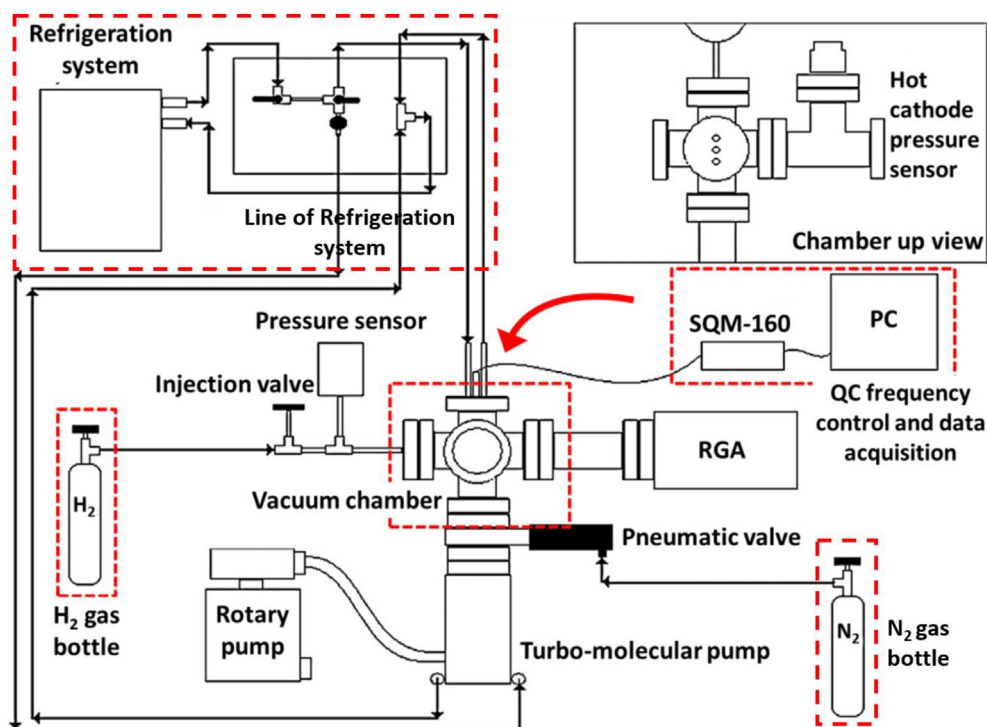 Refrigeration
system
Line of Refrigeration
system
Hot
cathode
pressure
sensor
Chamber up view
Pressure sensor
Injection valve
SQM-160
PC
QC frequency
control and data
acquisition
RGA
H₂
Vacuum chamber
Pneumatic valve
H₂ gas
bottle
Rotary
pump
Turbo-molecular pump
N₂
N₂ gas
bottle